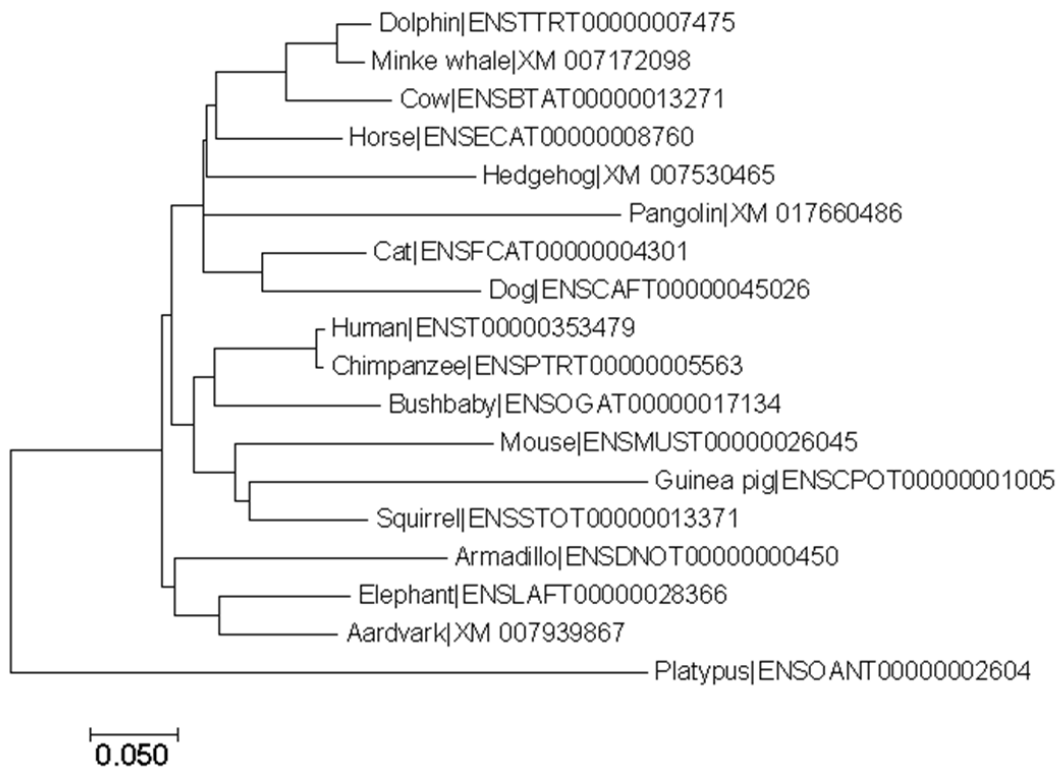 Dolphin|ENSTTRT00000007475
Minke whale|XM 007172098
Cow|ENSBTAT00000013271
Horse|ENSECAT00000008760
Hedgehog|XM 007530465
Pangolin|XM 017660486
Cat|ENSFCAT00000004301
Dog|ENSCAFT00000045026
Human|ENST00000353479
Chimpanzee|ENSPTRT00000005563
Bushbaby|ENSOGAT00000017134
Mouse|ENSMUST00000026045
Guinea pig|ENSCPOT00000001005
Squirrel|ENSSTOT00000013371
Armadillo|ENSDNOT00000000450
Elephant|ENSLAFT00000028366
Aardvark|XM 007939867
Platypus|ENSOANT00000002604
0.050